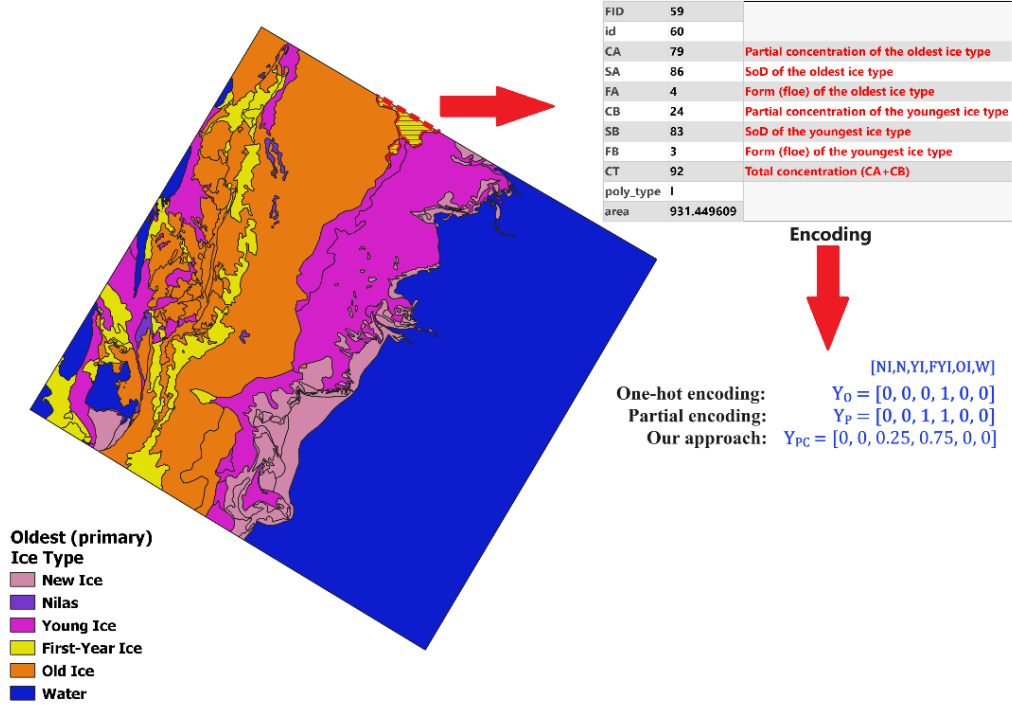 FID 59
id 60
CA 79 Partial concentration of the oldest ice type
SA 86 SoD of the oldest ice type
FA 4 Form (floe) of the oldest ice type
CB 24 Partial concentration of the youngest ice type
SB 83 SoD of the youngest ice type
FB 3 Form (floe) of the youngest ice type
CT 92 Total concentration (CA+CB)
poly_type I
area 931.449609
Encoding
[NI,N,YI,FYI,OI,W]
One-hot encoding: Y_O = [0, 0, 0, 1, 0, 0]
Partial encoding: Y_P = [0, 0, 1, 1, 0, 0]
Our approach: Y_PC = [0, 0, 0.25, 0.75, 0, 0]
Oldest (primary)
Ice Type
New Ice
Nilas
Young Ice
First-Year Ice
Old Ice
Water